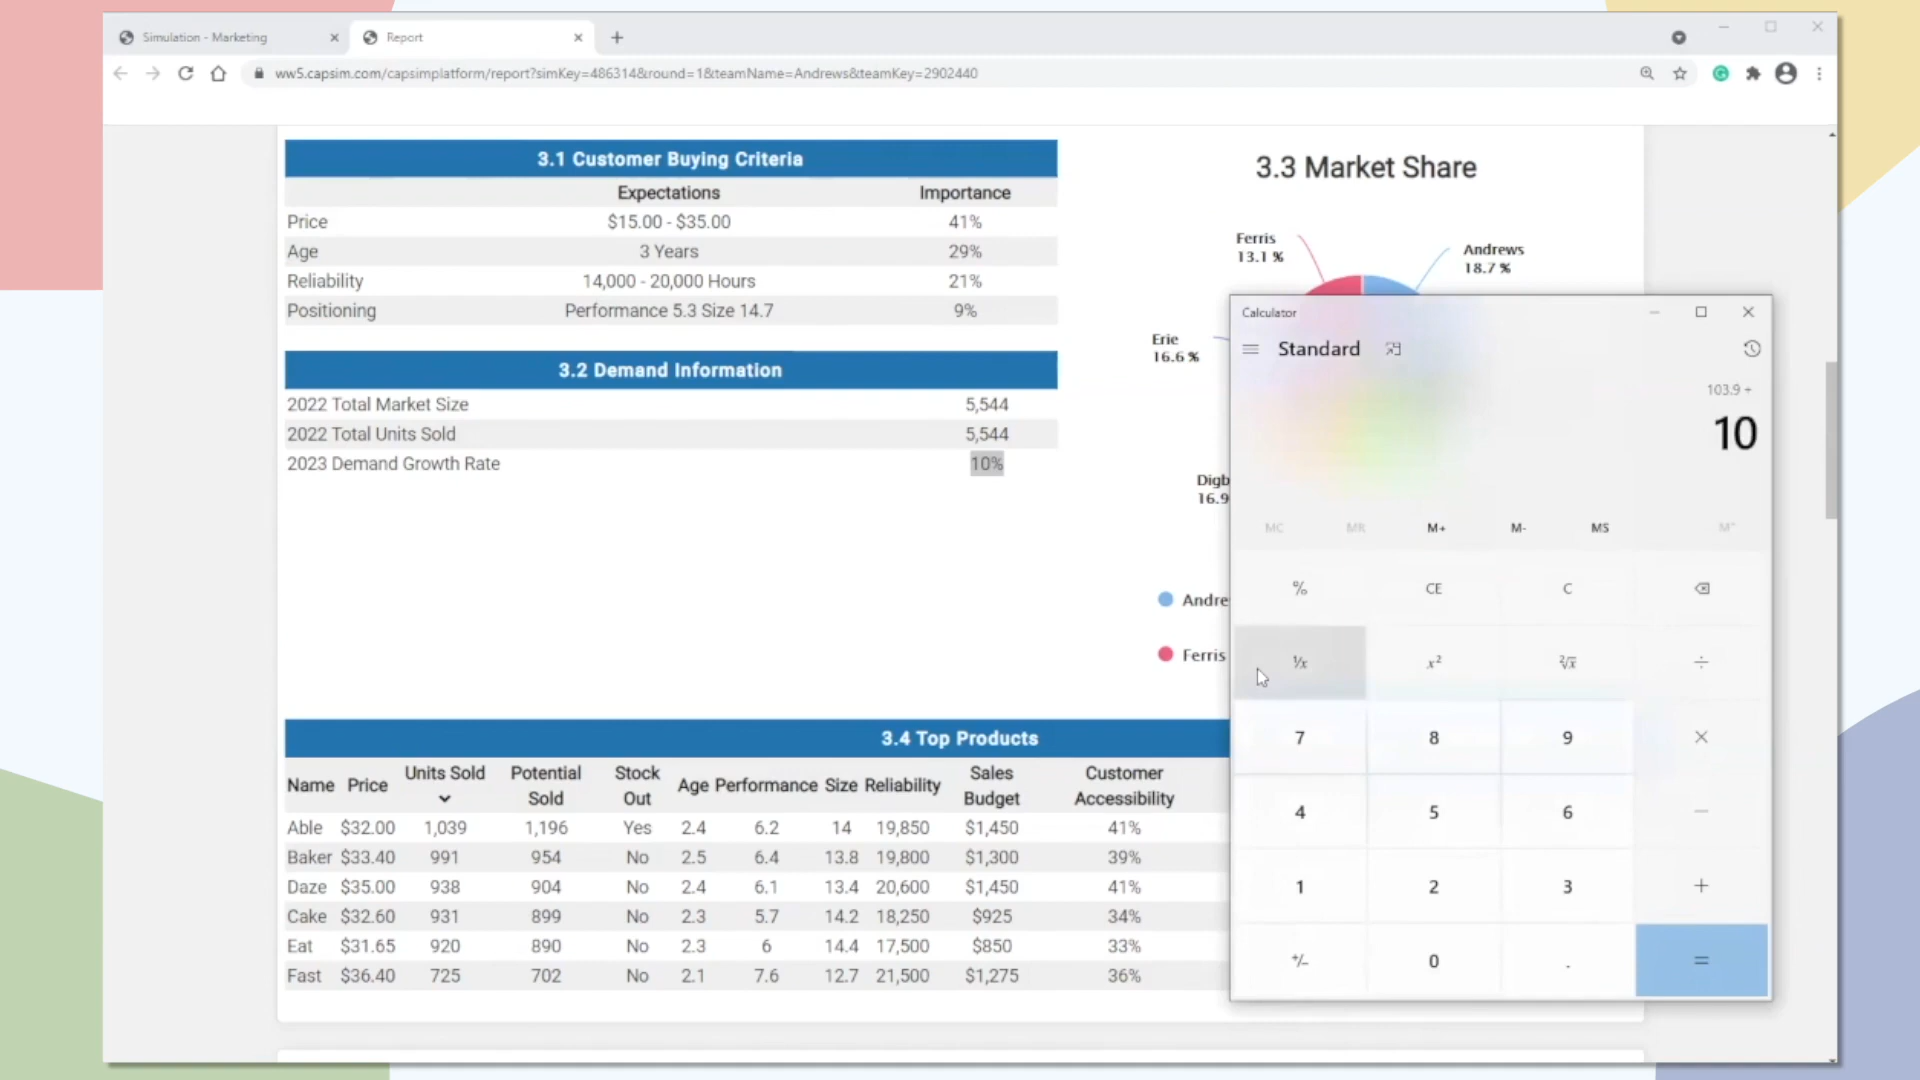 Simulation - Marketing
Report
ww5.capsim.com/capsimplatform/report?simKey=486314&round=1&teamName=Andrews&teamKey=2902440
3.1 Customer Buying Criteria
Expectations Importance
Price $15.00 - $35.00 41%
Age 3 Years 29%
Reliability 14,000 - 20,000 Hours 21%
Positioning Performance 5.3 Size 14.7 9%
3.2 Demand Information
2022 Total Market Size 5,544
2022 Total Units Sold 5,544
2023 Demand Growth Rate 10%
3.3 Market Share
Ferris
13.1 %
Andrews
18.7 %
Erie
16.6 %
Digb
16.9
Andre
Ferris
3.4 Top Products
Name Price Units Sold Potential Sold Stock Out Age Performance Size Reliability Sales Budget Customer Accessibility
Able $32.00 1,039 1,196 Yes 2.4 6.2 14 19,850 $1,450 41%
Baker $33.40 991 954 No 2.5 6.4 13.8 19,800 $1,300 39%
Daze $35.00 938 904 No 2.4 6.1 13.4 20,600 $1,450 41%
Cake $32.60 931 899 No 2.3 5.7 14.2 18,250 $925 34%
Eat $31.65 920 890 No 2.3 6 14.4 17,500 $850 33%
Fast $36.40 725 702 No 2.1 7.6 12.7 21,500 $1,275 36%
Calculator
Standard
103.9 +
10
MC MR M+ M- MS M˅
% CE C
¹/x x² ²√x ÷
7 8 9 ×
4 5 6 −
1 2 3 +
+/- 0 . =